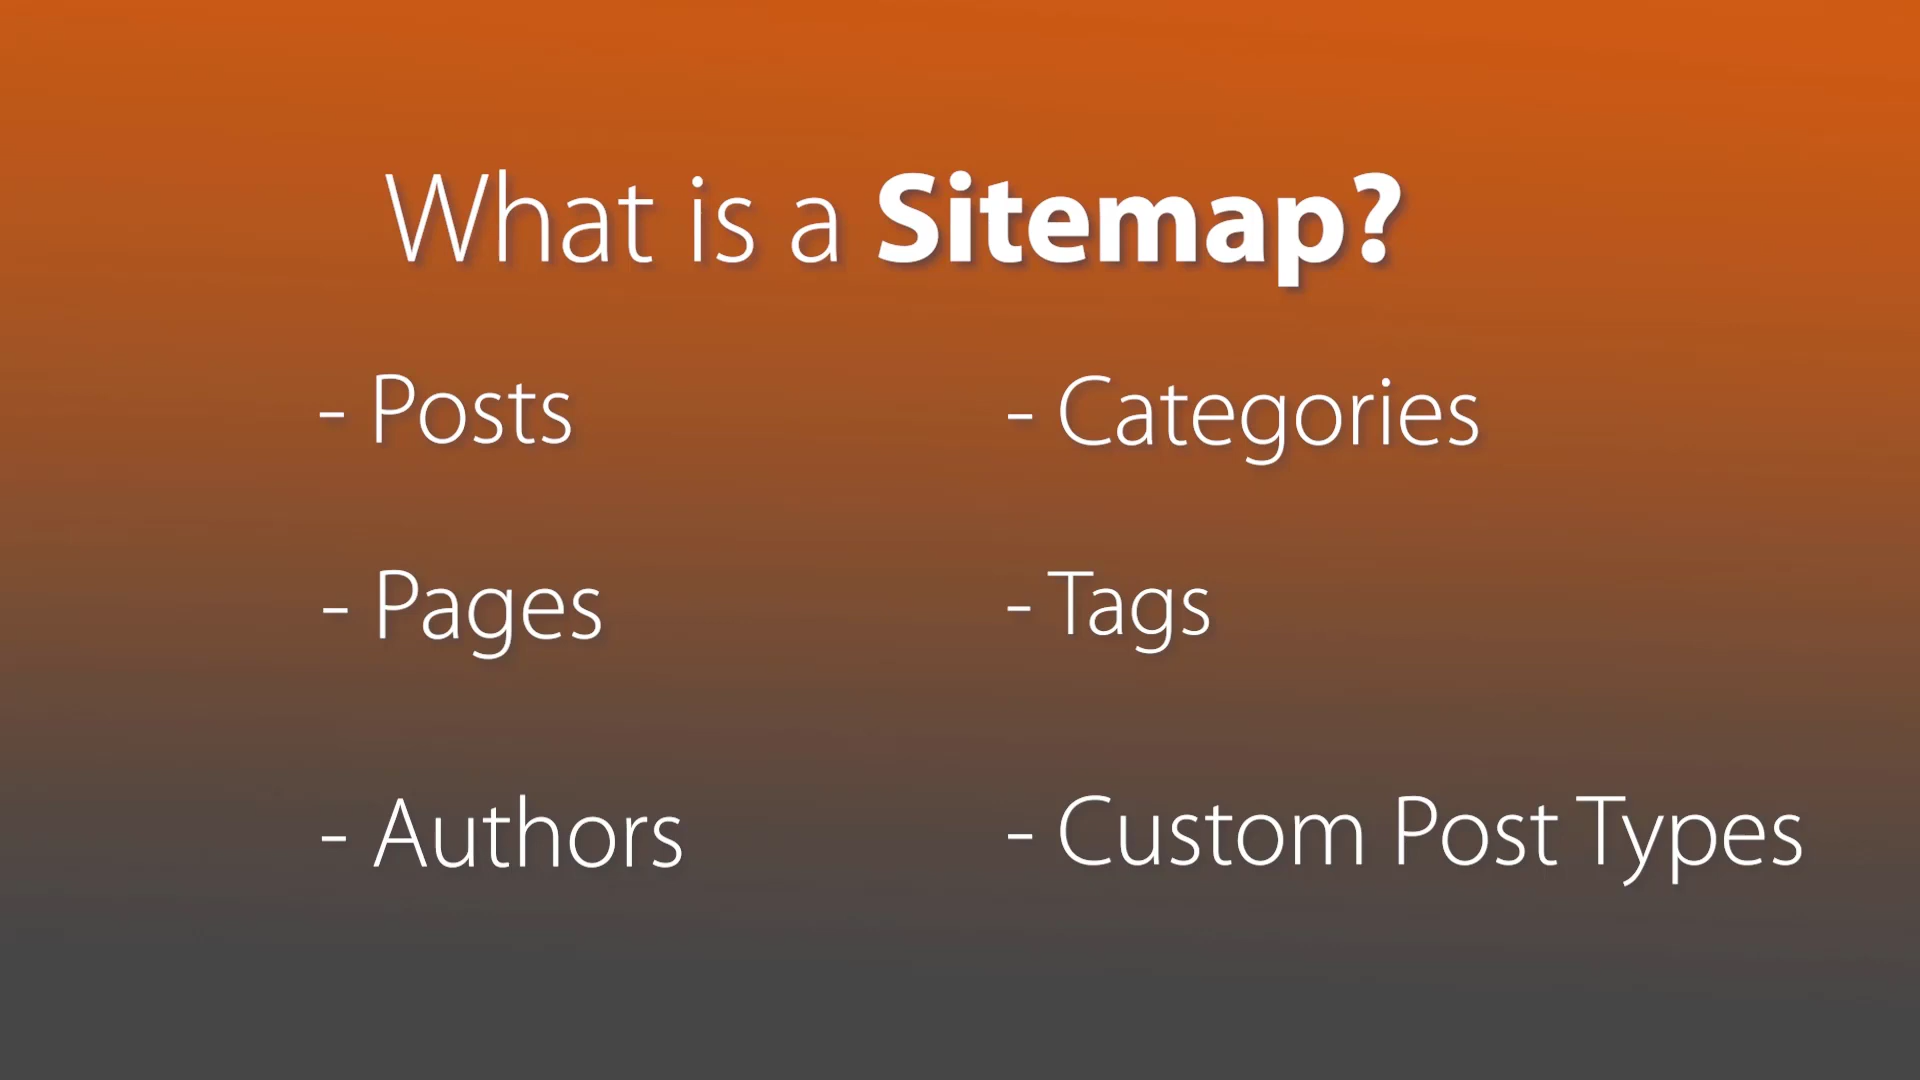 What is a Sitemap?
- Posts
- Categories
- Pages
- Tags
- Authors
- Custom Post Types